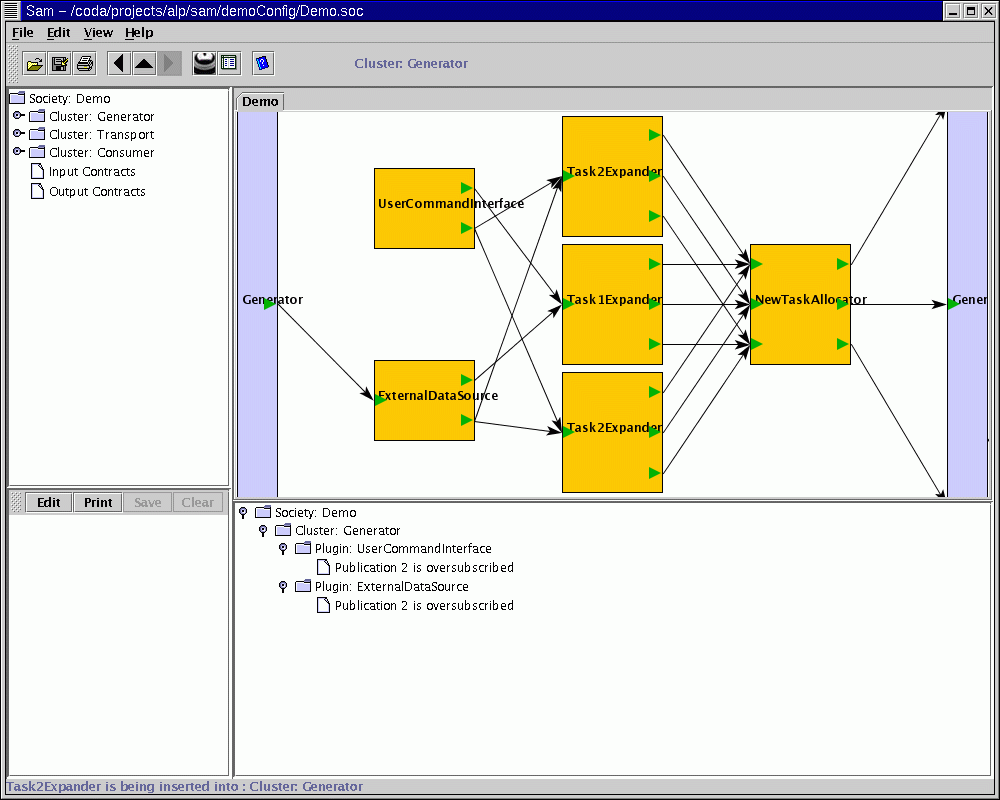 Sam – /coda/projects/alp/sam/demoConfig/Demo.soc
File Edit View Help
Cluster: Generator
Society: Demo
Cluster: Generator
Cluster: Transport
Cluster: Consumer
Input Contracts
Output Contracts
Demo
Task2Expander
UserCommandInterface
Generator
Task1Expander
NewTaskAllocator
Gener
ExternalDataSource
Task2Expander
Edit Print Save Clear
Society: Demo
Cluster: Generator
Plugin: UserCommandInterface
Publication 2 is oversubscribed
Plugin: ExternalDataSource
Publication 2 is oversubscribed
Task2Expander is being inserted into : Cluster: Generator